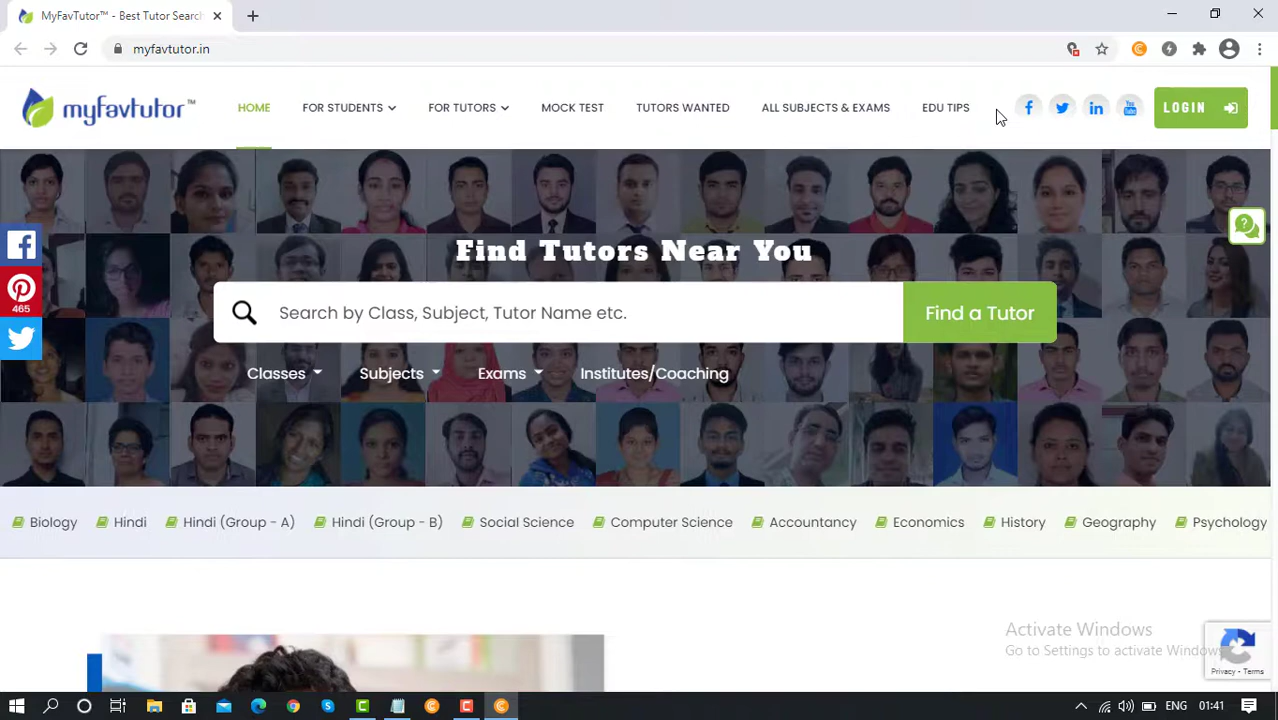 MyFavTutor™ - Best Tutor Search
myfavtutor.in
myfavtutor™
HOME
FOR STUDENTS
FOR TUTORS
MOCK TEST
TUTORS WANTED
ALL SUBJECTS & EXAMS
EDU TIPS
You Tube
LOGIN
Find Tutors Near You
465
Search by Class, Subject, Tutor Name etc.
Find a Tutor
Classes
Subjects
Exams
Institutes/Coaching
Biology
Hindi
Hindi (Group - A)
Hindi (Group - B)
Social Science
Computer Science
Accountancy
Economics
History
Geography
Psychology
Activate Windows
Go to Settings to activate Windows
Privacy - Terms
ENG
01:41